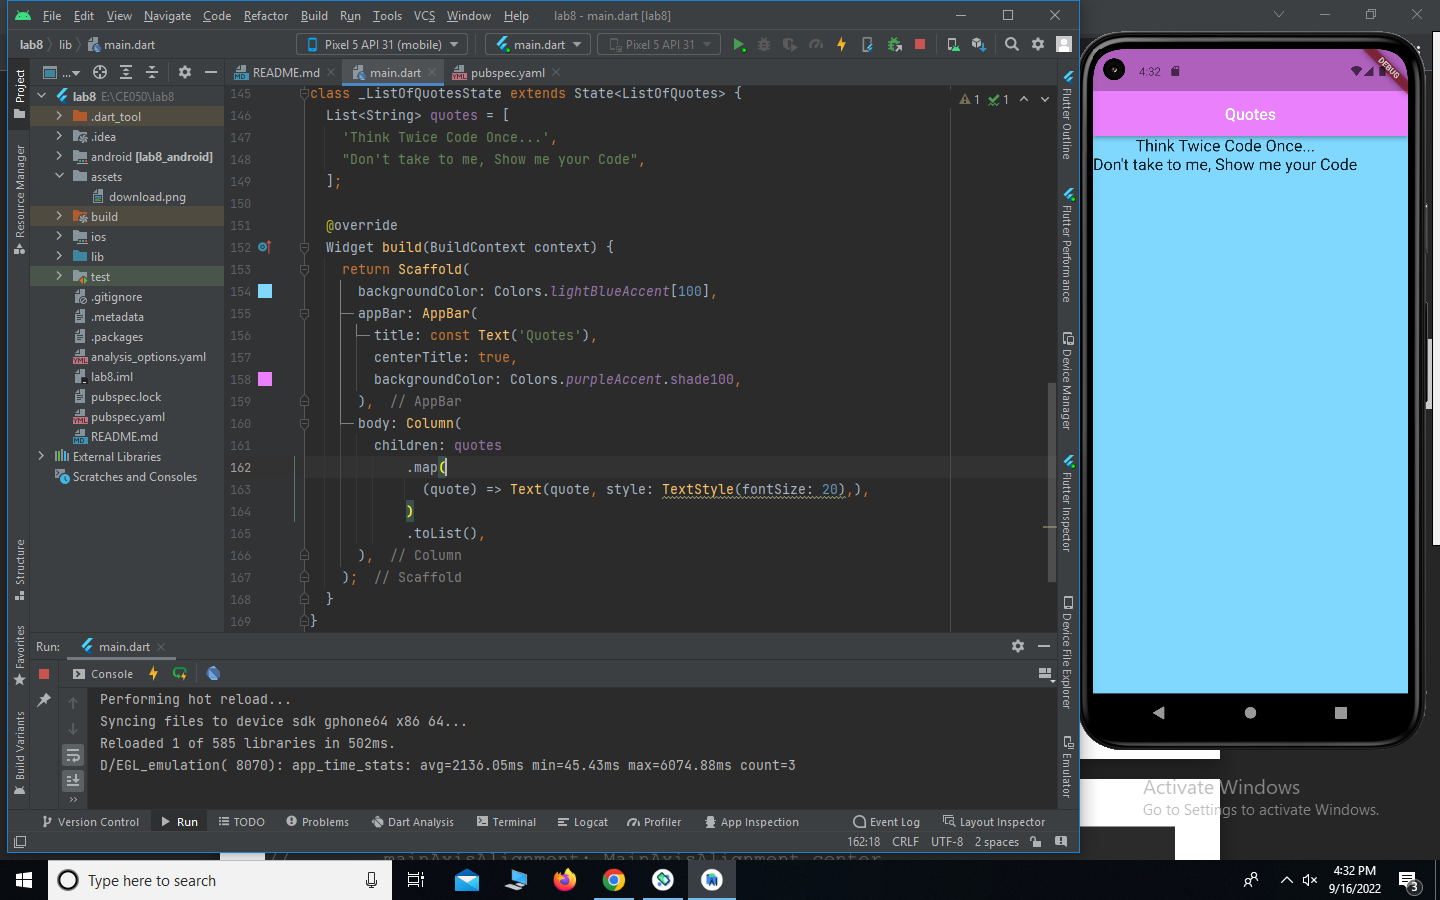 File Edit View Navigate Code Refactor Build Run Tools VCS Window Help lab8 - main.dart [lab8]
lab8 lib main.dart Pixel 5 API 31 (mobile) main.dart Pixel 5 API 31
... README.md main.dart pubspec.yaml
Project
Resource Manager
Structure
Favorites
Build Variants
lab8 E:\CE050\lab8
.dart_tool
.idea
android [lab8_android]
assets
download.png
build
ios
lib
test
.gitignore
.metadata
.packages
analysis_options.yaml
lab8.iml
pubspec.lock
pubspec.yaml
README.md
External Libraries
Scratches and Consoles
1 1
145 class _ListOfQuotesState extends State<ListOfQuotes> {
146 List<String> quotes = [
147 'Think Twice Code Once...',
148 "Don't take to me, Show me your Code",
149 ];
150
151 @override
152 Widget build(BuildContext context) {
153 return Scaffold(
154 backgroundColor: Colors.lightBlueAccent[100],
155 appBar: AppBar(
156 title: const Text('Quotes'),
157 centerTitle: true,
158 backgroundColor: Colors.purpleAccent.shade100,
159 ), // AppBar
160 body: Column(
161 children: quotes
162 .map(
163 (quote) => Text(quote, style: TextStyle(fontSize: 20),),
164 )
165 .toList(),
166 ), // Column
167 ); // Scaffold
168 }
169 }
Flutter Outline
Flutter Performance
Device Manager
Flutter Inspector
Device File Explorer
Emulator
Run: main.dart
Console
Performing hot reload...
Syncing files to device sdk gphone64 x86 64...
Reloaded 1 of 585 libraries in 502ms.
D/EGL_emulation( 8070): app_time_stats: avg=2136.05ms min=45.43ms max=6074.88ms count=3
Version Control Run TODO Problems Dart Analysis Terminal Logcat Profiler App Inspection Event Log Layout Inspector
162:18 CRLF UTF-8 2 spaces
// mainAxisAlignment: MainAxisAlignment.center
4:32
DEBUG
Quotes
Think Twice Code Once...
Don't take to me, Show me your Code
Activate Windows
Go to Settings to activate Windows.
Type here to search
4:32 PM
9/16/2022
3